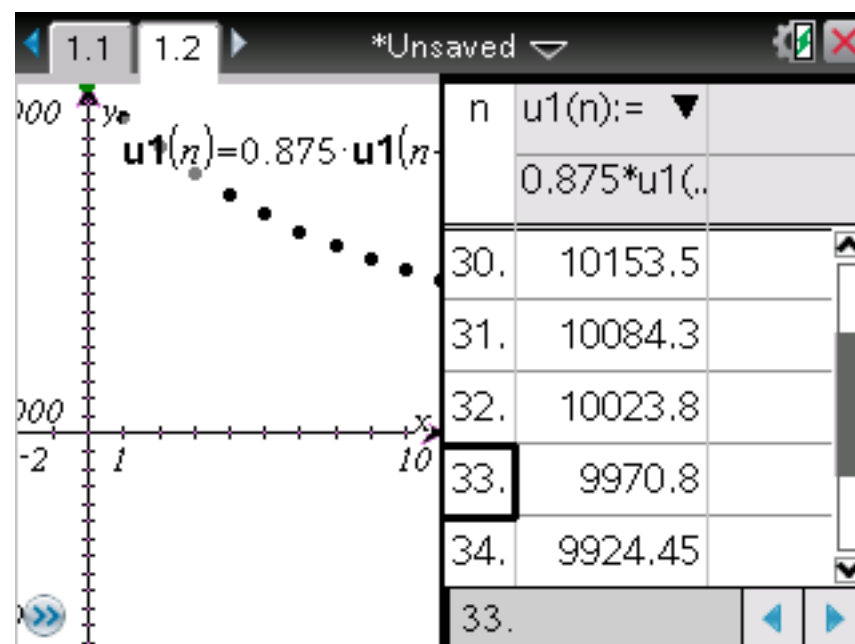 1.1 1.2 *Unsaved
y
u1(n)=0.875·u1(n-
x
-2 1 10
n u1(n):=
0.875*u1(..
30. 10153.5
31. 10084.3
32. 10023.8
33. 9970.8
34. 9924.45
33.